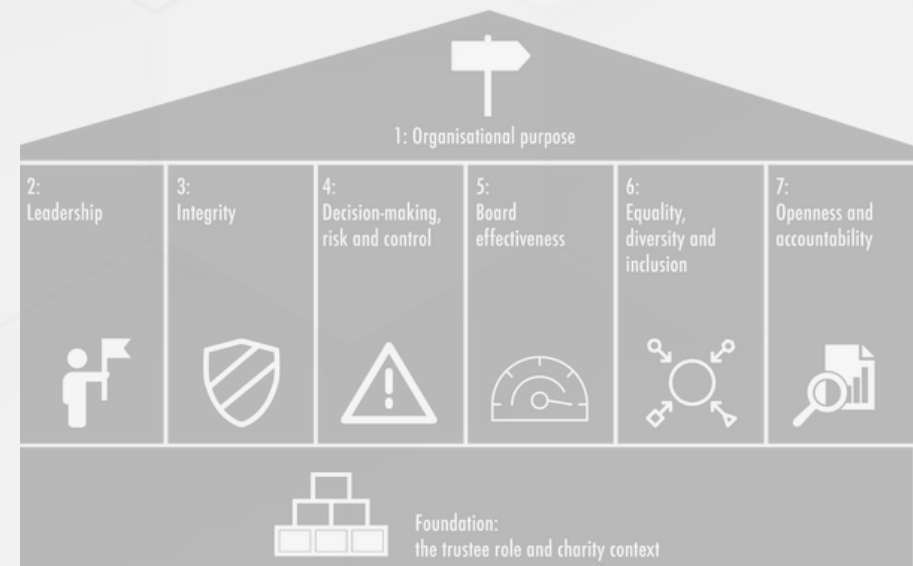 1: Organisational purpose
2:
Leadership
3:
Integrity
4:
Decision-making,
risk and control
5:
Board
effectiveness
6:
Equality,
diversity and
inclusion
7:
Openness and
accountability
Foundation:
the trustee role and charity context